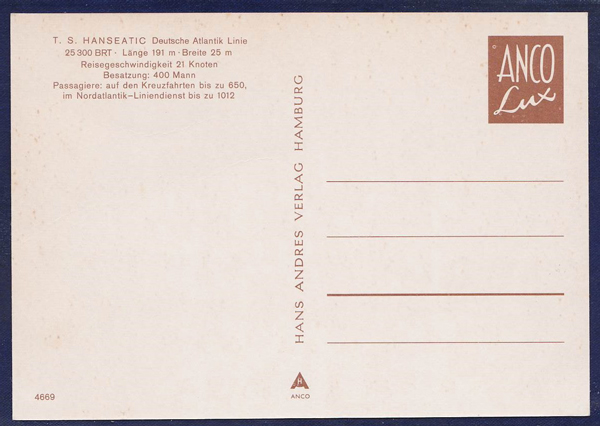 T. S. HANSEATIC Deutsche Atlantik Linie
25 300 BRT · Länge 191 m · Breite 25 m
Reisegeschwindigkeit 21 Knoten
Besatzung: 400 Mann
Passagiere: auf den Kreuzfahrten bis zu 650,
im Nordatlantik–Liniendienst bis zu 1012
HANS ANDRES VERLAG HAMBURG
ANCO
Lux
4669
H
ANCO